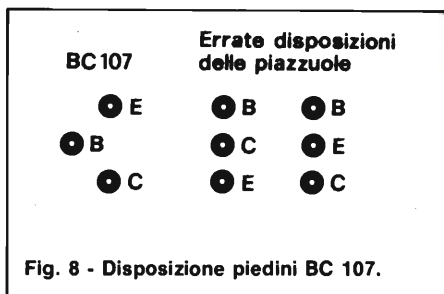 Errate disposizioni
BC107 delle piazzuole
E B B
B C E
C E C
Fig. 8 - Disposizione piedini BC 107.